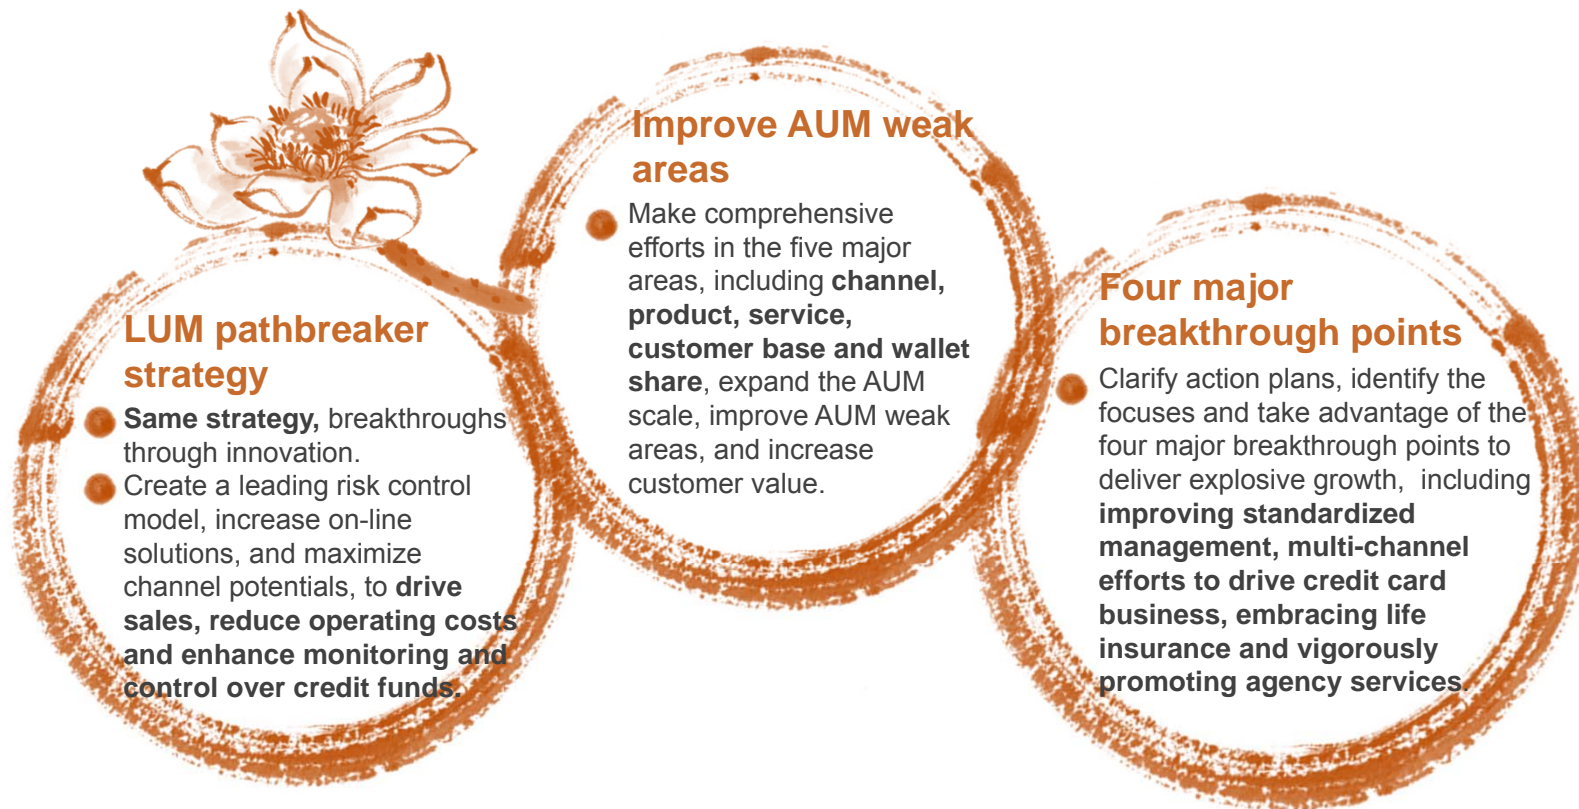 LUM pathbreaker
strategy
Same strategy, breakthroughs
through innovation.
Create a leading risk control
model, increase on-line
solutions, and maximize
channel potentials, to drive
sales, reduce operating costs
and enhance monitoring and
control over credit funds.
Improve AUM weak
areas
Make comprehensive
efforts in the five major
areas, including channel,
product, service,
customer base and wallet
share, expand the AUM
scale, improve AUM weak
areas, and increase
customer value.
Four major
breakthrough points
Clarify action plans, identify the
focuses and take advantage of the
four major breakthrough points to
deliver explosive growth, including
improving standardized
management, multi-channel
efforts to drive credit card
business, embracing life
insurance and vigorously
promoting agency services.